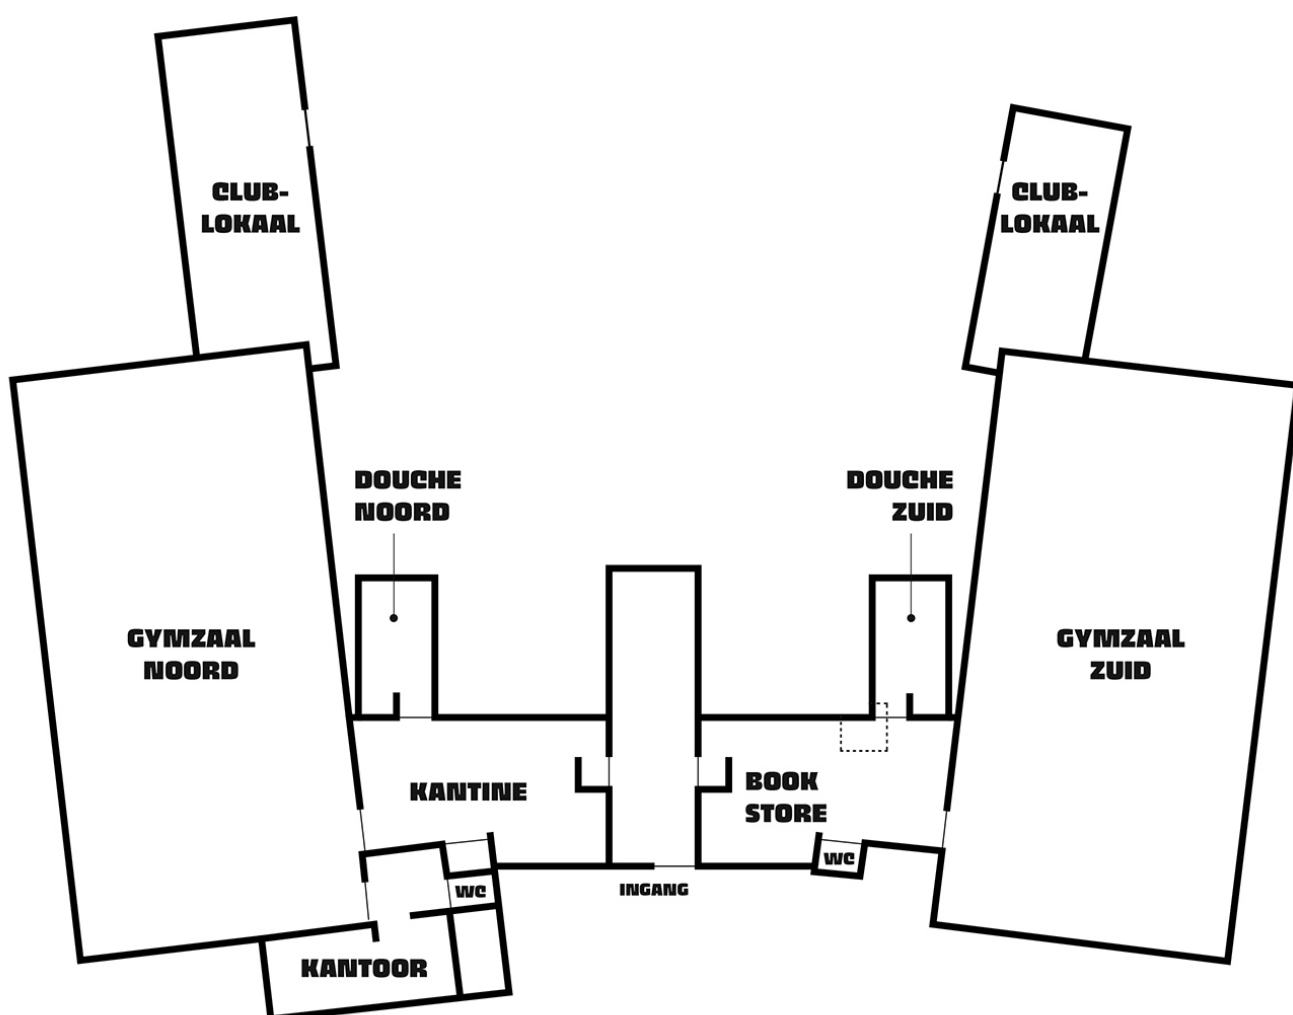 CLUB-
LOKAAL
CLUB-
LOKAAL
DOUCHE
NOORD
DOUCHE
ZUID
GYMZAAL
NOORD
GYMZAAL
ZUID
KANTINE
BOOK
STORE
WC
WC
INGANG
KANTOOR